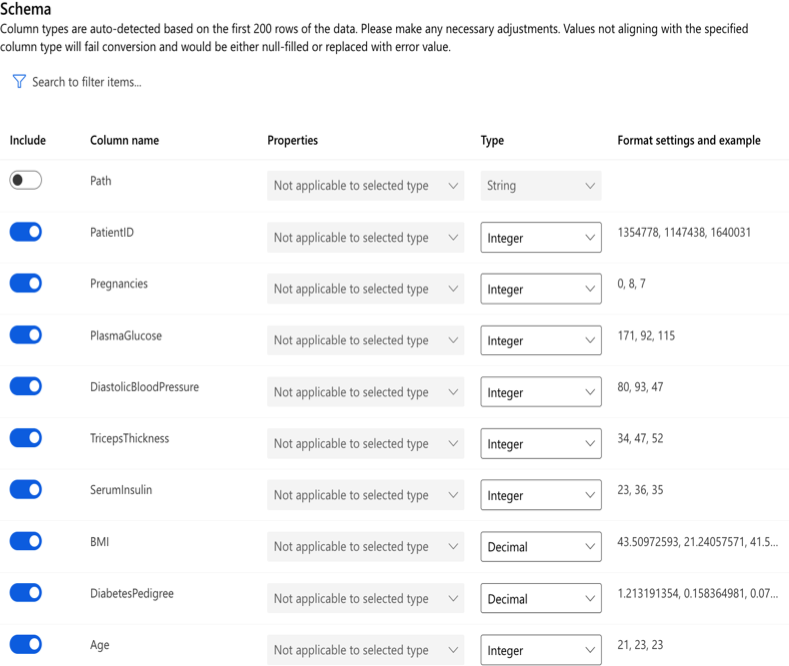 Schema
Column types are auto-detected based on the first 200 rows of the data. Please make any necessary adjustments. Values not aligning with the specified
column type will fail conversion and would be either null-filled or replaced with error value.
Search to filter items...
Include Column name Properties Type Format settings and example
Path Not applicable to selected type String
PatientID Not applicable to selected type Integer 1354778, 1147438, 1640031
Pregnancies Not applicable to selected type Integer 0, 8, 7
PlasmaGlucose Not applicable to selected type Integer 171, 92, 115
DiastolicBloodPressure Not applicable to selected type Integer 80, 93, 47
TricepsThickness Not applicable to selected type Integer 34, 47, 52
SerumInsulin Not applicable to selected type Integer 23, 36, 35
BMI Not applicable to selected type Decimal 43.50972593, 21.24057571, 41.5...
DiabetesPedigree Not applicable to selected type Decimal 1.213191354, 0.158364981, 0.07...
Age Not applicable to selected type Integer 21, 23, 23